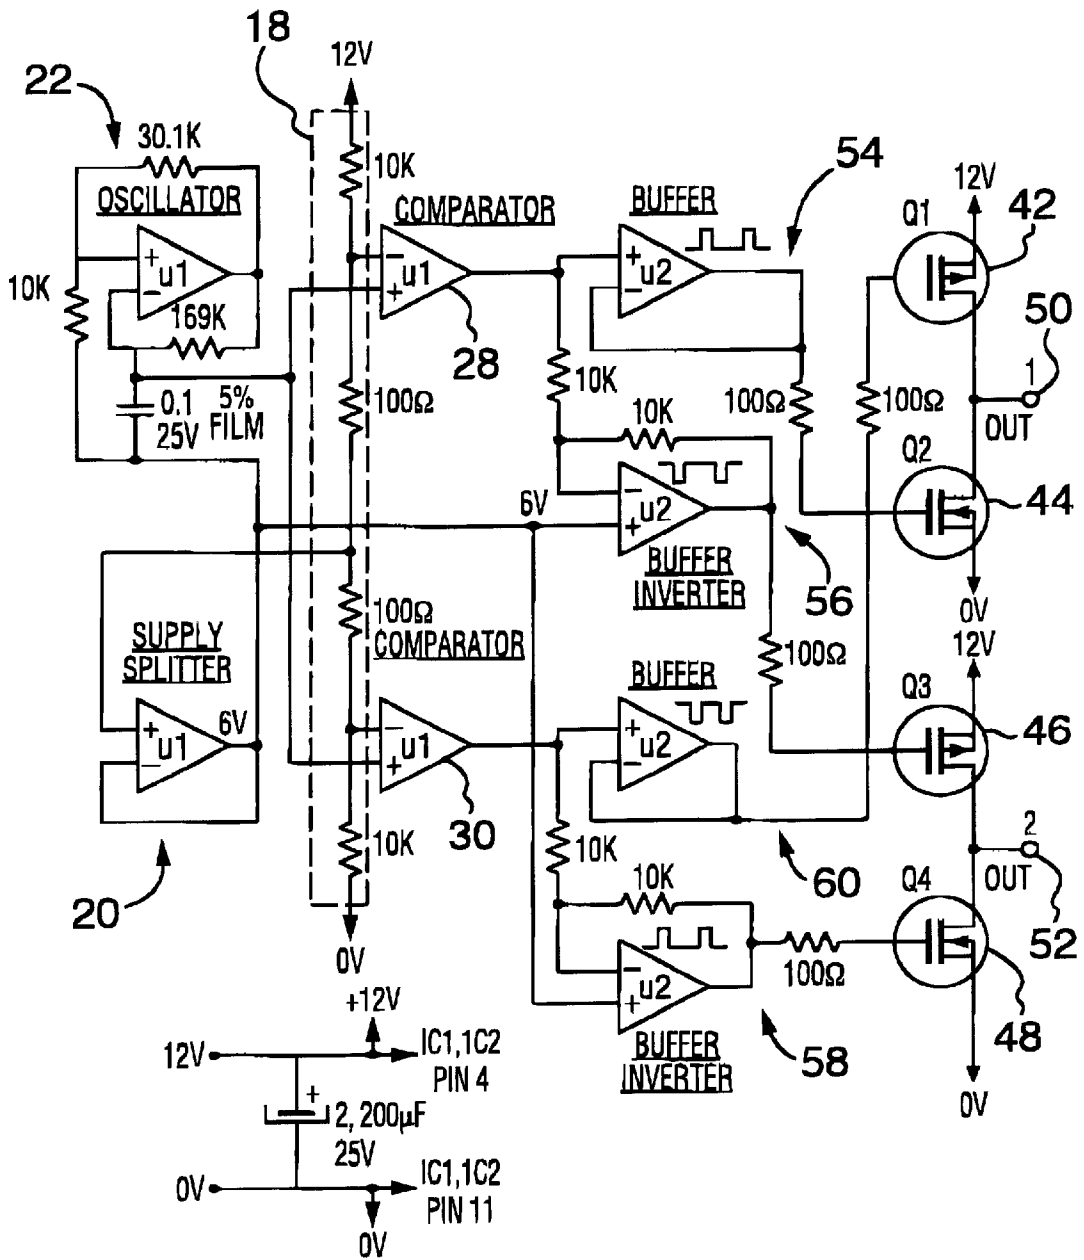 18
12V
22
30.1K
OSCILLATOR
10K
COMPARATOR
BUFFER
54
12V
Q1
42
+
u1
−
−
u1
+
+
u2
−
10K
169K
28
50
1
OUT
0.1
25V
5%
FILM
100Ω
10K
10K
100Ω
100Ω
Q2
44
6V
−
u2
+
BUFFER
INVERTER
56
0V
12V
100Ω
COMPARATOR
SUPPLY
SPLITTER
6V
100Ω
BUFFER
Q3
46
+
u1
−
−
u1
+
+
u2
−
30
10K
20
10K
60
2
OUT
52
10K
Q4
0V
−
u2
+
100Ω
48
+12V
12V
IC1,1C2
PIN 4
BUFFER
INVERTER
58
0V
+
2,200µF
25V
0V
IC1,1C2
PIN 11
0V